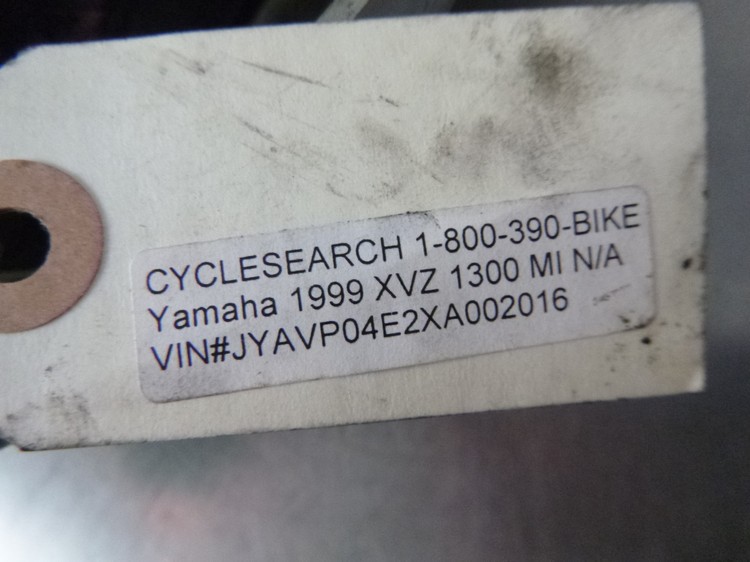 CYCLESEARCH 1-800-390-BIKE
Yamaha 1999 XVZ 1300 MI N/A
VIN#JYAVP04E2XA002016